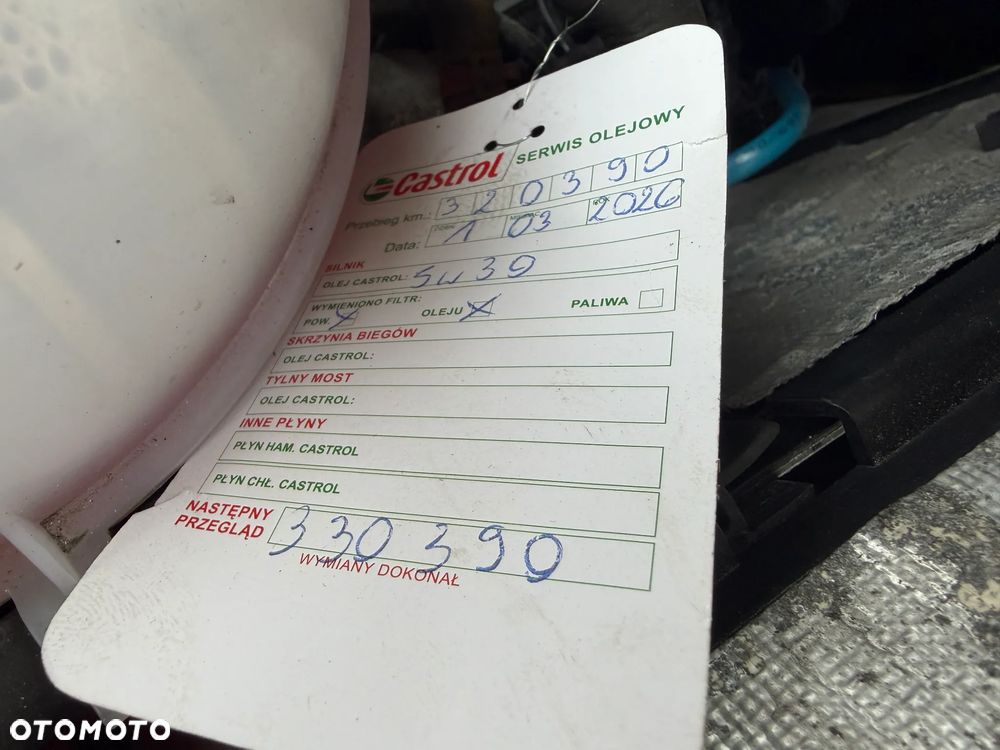 Castrol SERWIS OLEJOWY
Przebieg km.: 320390
Data: 1 03 2026
SILNIK
OLEJ CASTROL: 5w30
WYMIENIONO FILTR:
POW. X OLEJU X PALIWA
SKRZYNIA BIEGÓW
OLEJ CASTROL:
TYLNY MOST
OLEJ CASTROL:
INNE PŁYNY
PŁYN HAM. CASTROL
PŁYN CHŁ. CASTROL
NASTĘPNY
PRZEGLĄD 330390
WYMIANY DOKONAŁ
OTOMOTO